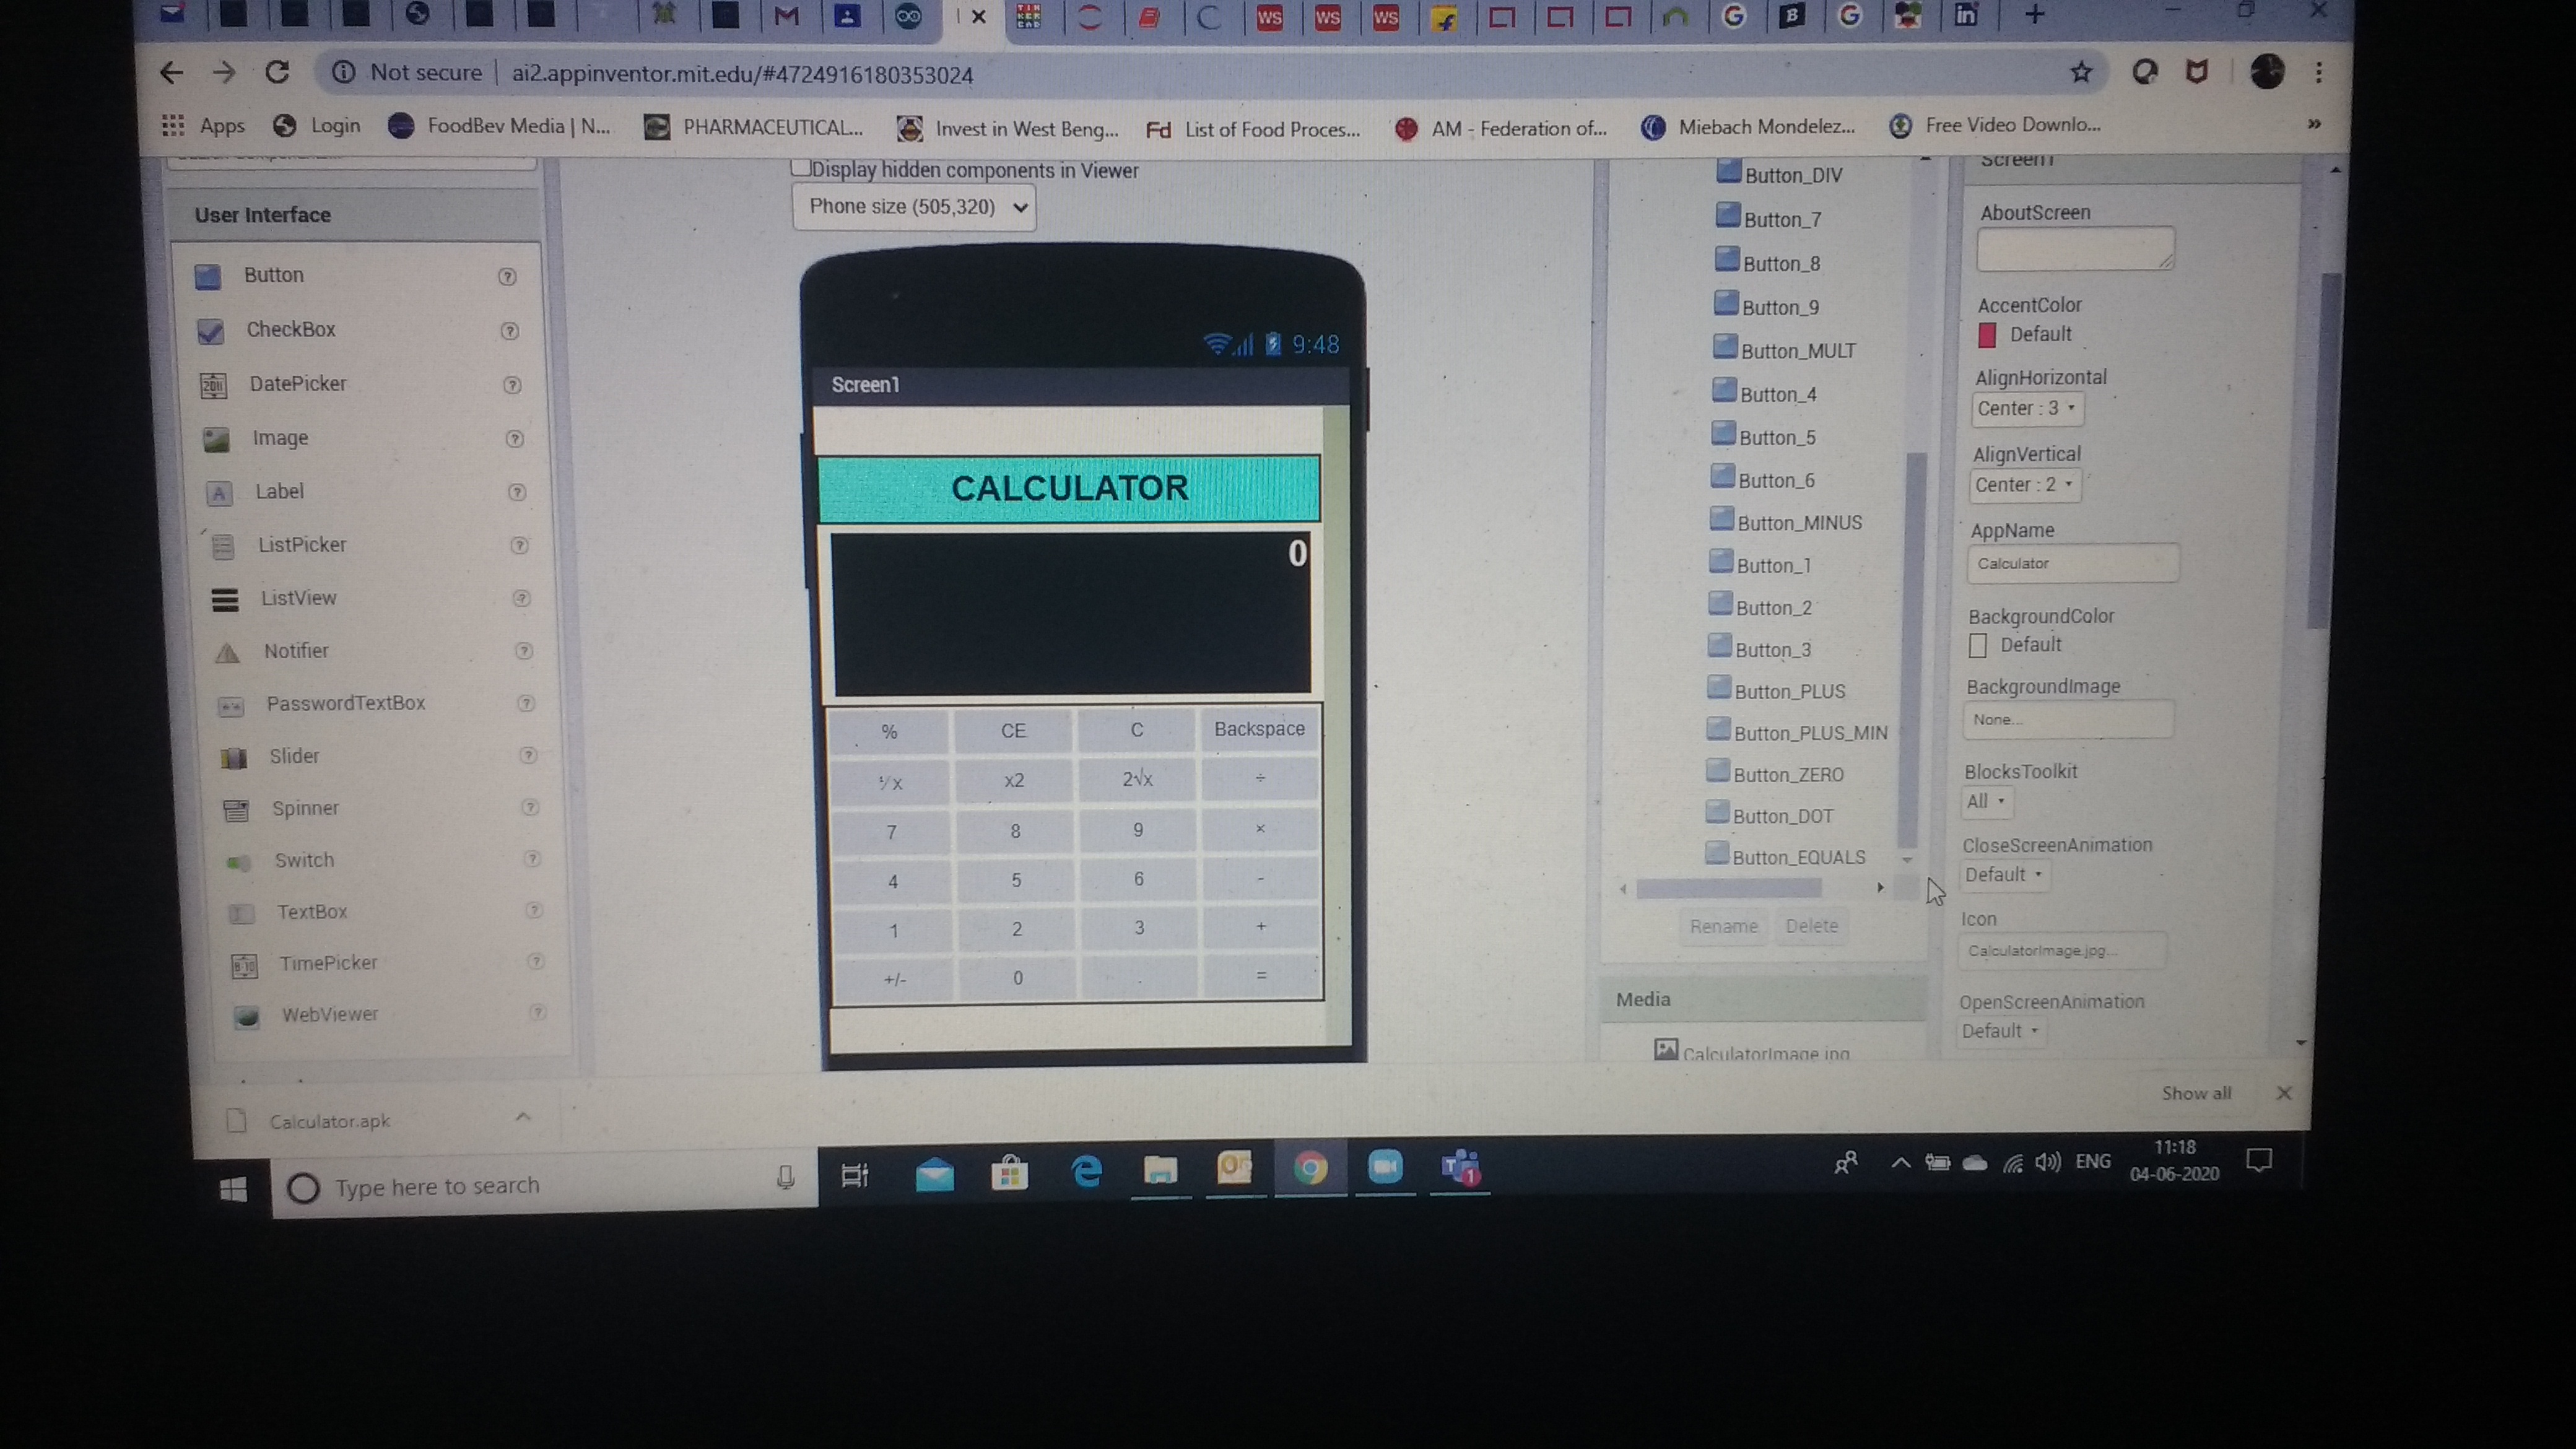 TIN
KER
CAD
WS
WS
WS
Not secure | ai2.appinventor.mit.edu/#4724916180353024
Apps Login FoodBev Media | N... PHARMACEUTICAL... Invest in West Beng... Fd List of Food Proces... AM - Federation of... Miebach Mondelez... Free Video Downlo... »
User Interface
Button
CheckBox
DatePicker
Image
Label
ListPicker
ListView
Notifier
PasswordTextBox
Slider
Spinner
Switch
TextBox
TimePicker
WebViewer
Display hidden components in Viewer
Phone size (505,320)
9:48
Screen1
CALCULATOR
0
% CE C Backspace
¹/x x2 2√x ÷
7 8 9 ×
4 5 6 -
1 2 3 +
+/- 0 . =
Button_DIV
Button_7
Button_8
Button_9
Button_MULT
Button_4
Button_5
Button_6
Button_MINUS
Button_1
Button_2
Button_3
Button_PLUS
Button_PLUS_MIN
Button_ZERO
Button_DOT
Button_EQUALS
Rename Delete
Media
CalculatorImage.jpg
Screen1
AboutScreen
AccentColor
Default
AlignHorizontal
Center : 3
AlignVertical
Center : 2
AppName
Calculator
BackgroundColor
Default
BackgroundImage
None...
BlocksToolkit
All
CloseScreenAnimation
Default
Icon
CalculatorImage.jpg...
OpenScreenAnimation
Default
Calculator.apk
Show all
Type here to search
ENG
11:18
04-06-2020